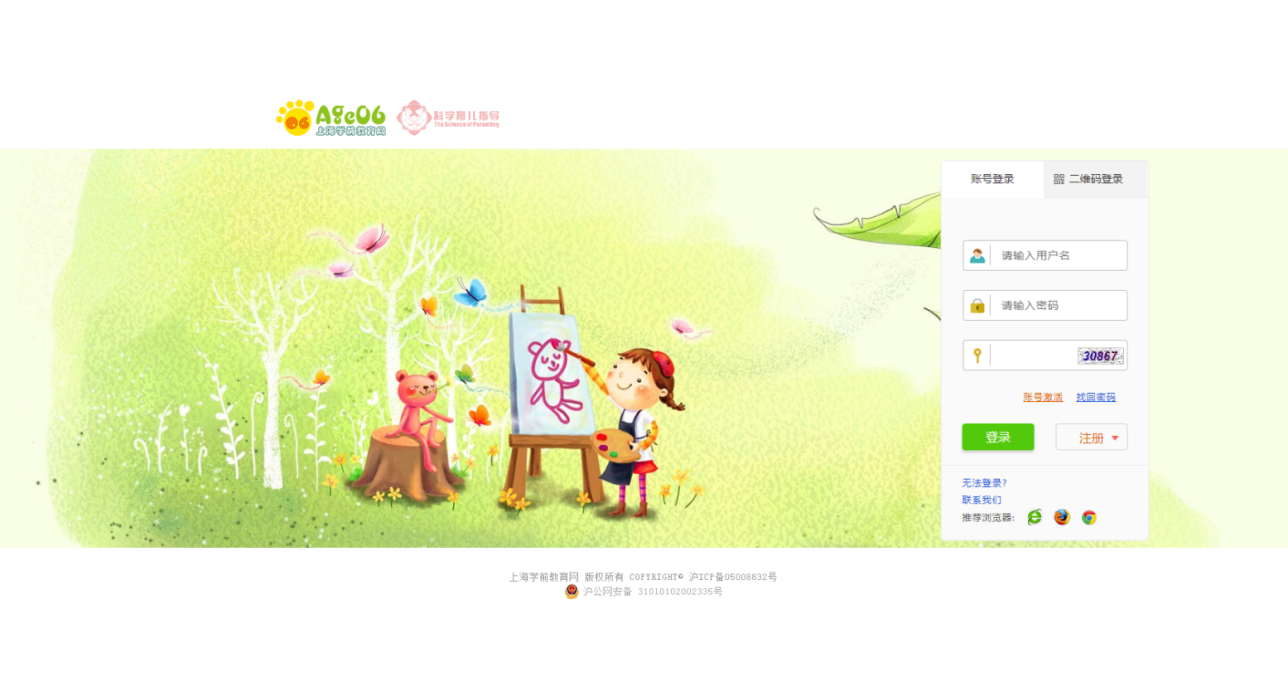 06 Age06 科学育儿指导
上海学前教育网 The Science of Parenting
账号登录 二维码登录
请输入用户名
请输入密码
30867
账号激活 找回密码
登录 注册
无法登录?
联系我们
推荐浏览器:
上海学前教育网 版权所有 COPYRIGHT© 沪ICP备05008832号
沪公网安备 31010102002335号